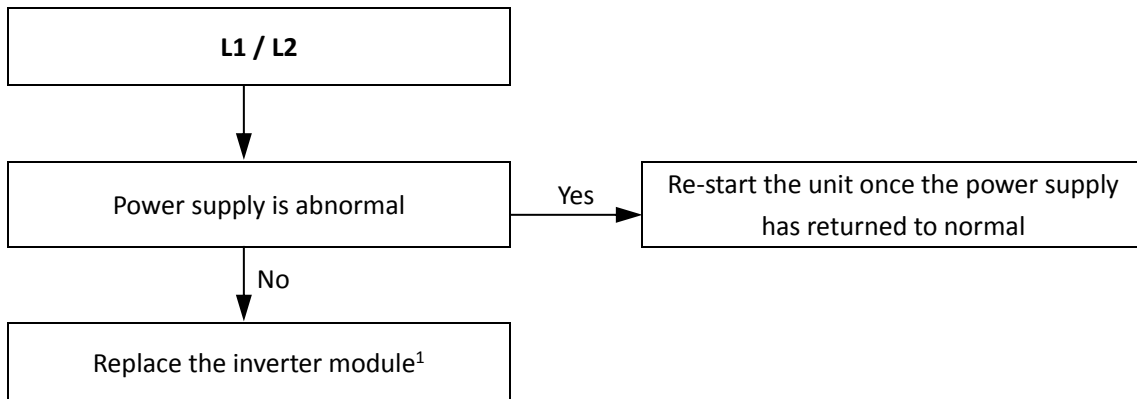 L1 / L2
Power supply is abnormal
Yes
Re-start the unit once the power supply
has returned to normal
No
Replace the inverter module¹